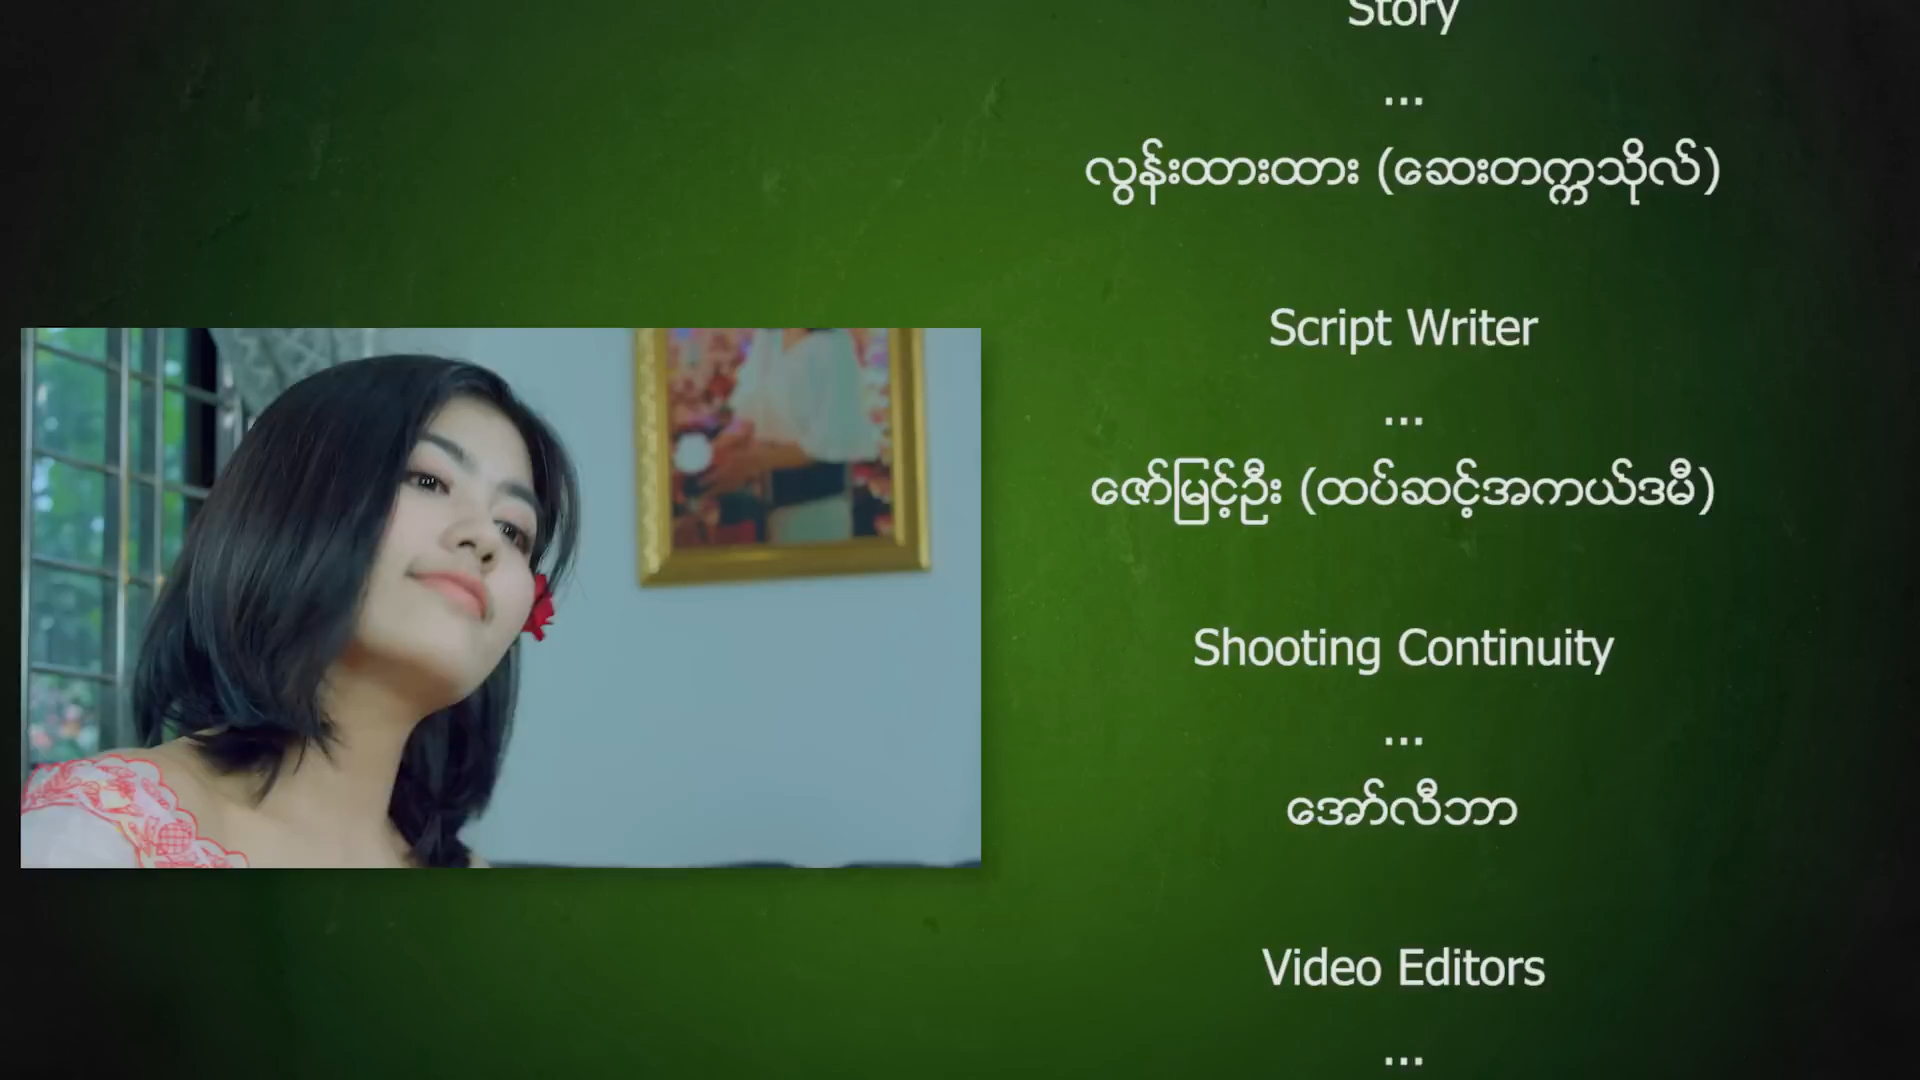 Story
...
လွန်းထားထား (ဆေးတက္ကသိုလ်)
Script Writer
...
ဇော်မြင့်ဦး (ထပ်ဆင့်အကယ်ဒမီ)
Shooting Continuity
...
အော်လီဘာ
Video Editors
...